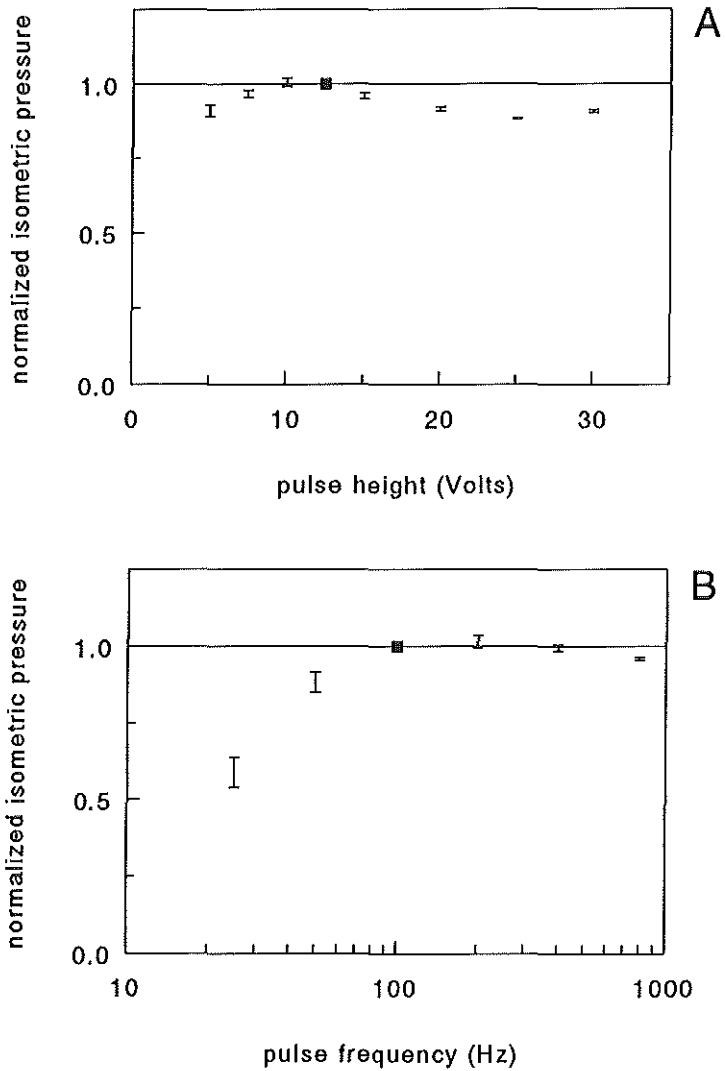 A
normalized isometric pressure
1.0
0.5
0.0
0 10 20 30
pulse height (Volts)
B
normalized isometric pressure
1.0
0.5
0.0
10 100 1000
pulse frequency (Hz)